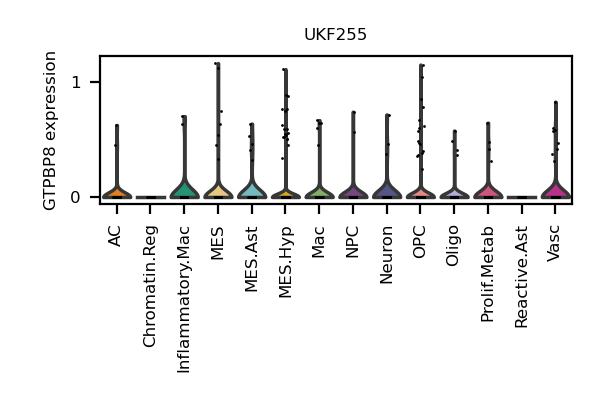 UKF255
GTPBP8 expression
1
0
AC
Chromatin.Reg
Inflammatory.Mac
MES
MES.Ast
MES.Hyp
Mac
NPC
Neuron
OPC
Oligo
Prolif.Metab
Reactive.Ast
Vasc